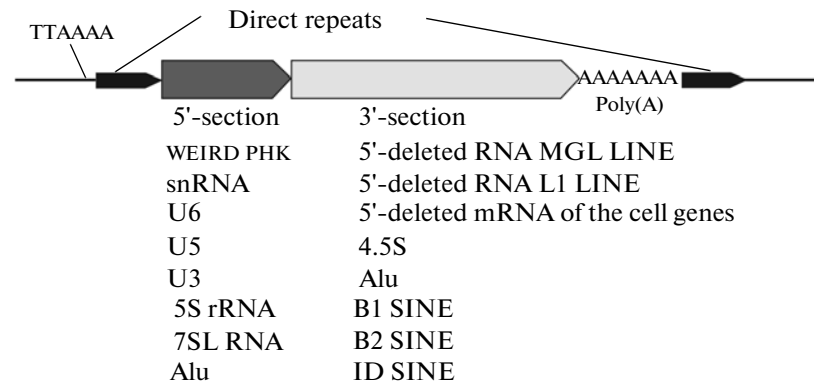 Direct repeats
TTAAAA
AAAAAAA
Poly(A)
5'-section 3'-section
WEIRD PHK 5'-deleted RNA MGL LINE
snRNA 5'-deleted RNA L1 LINE
U6 5'-deleted mRNA of the cell genes
U5 4.5S
U3 Alu
5S rRNA B1 SINE
7SL RNA B2 SINE
Alu ID SINE